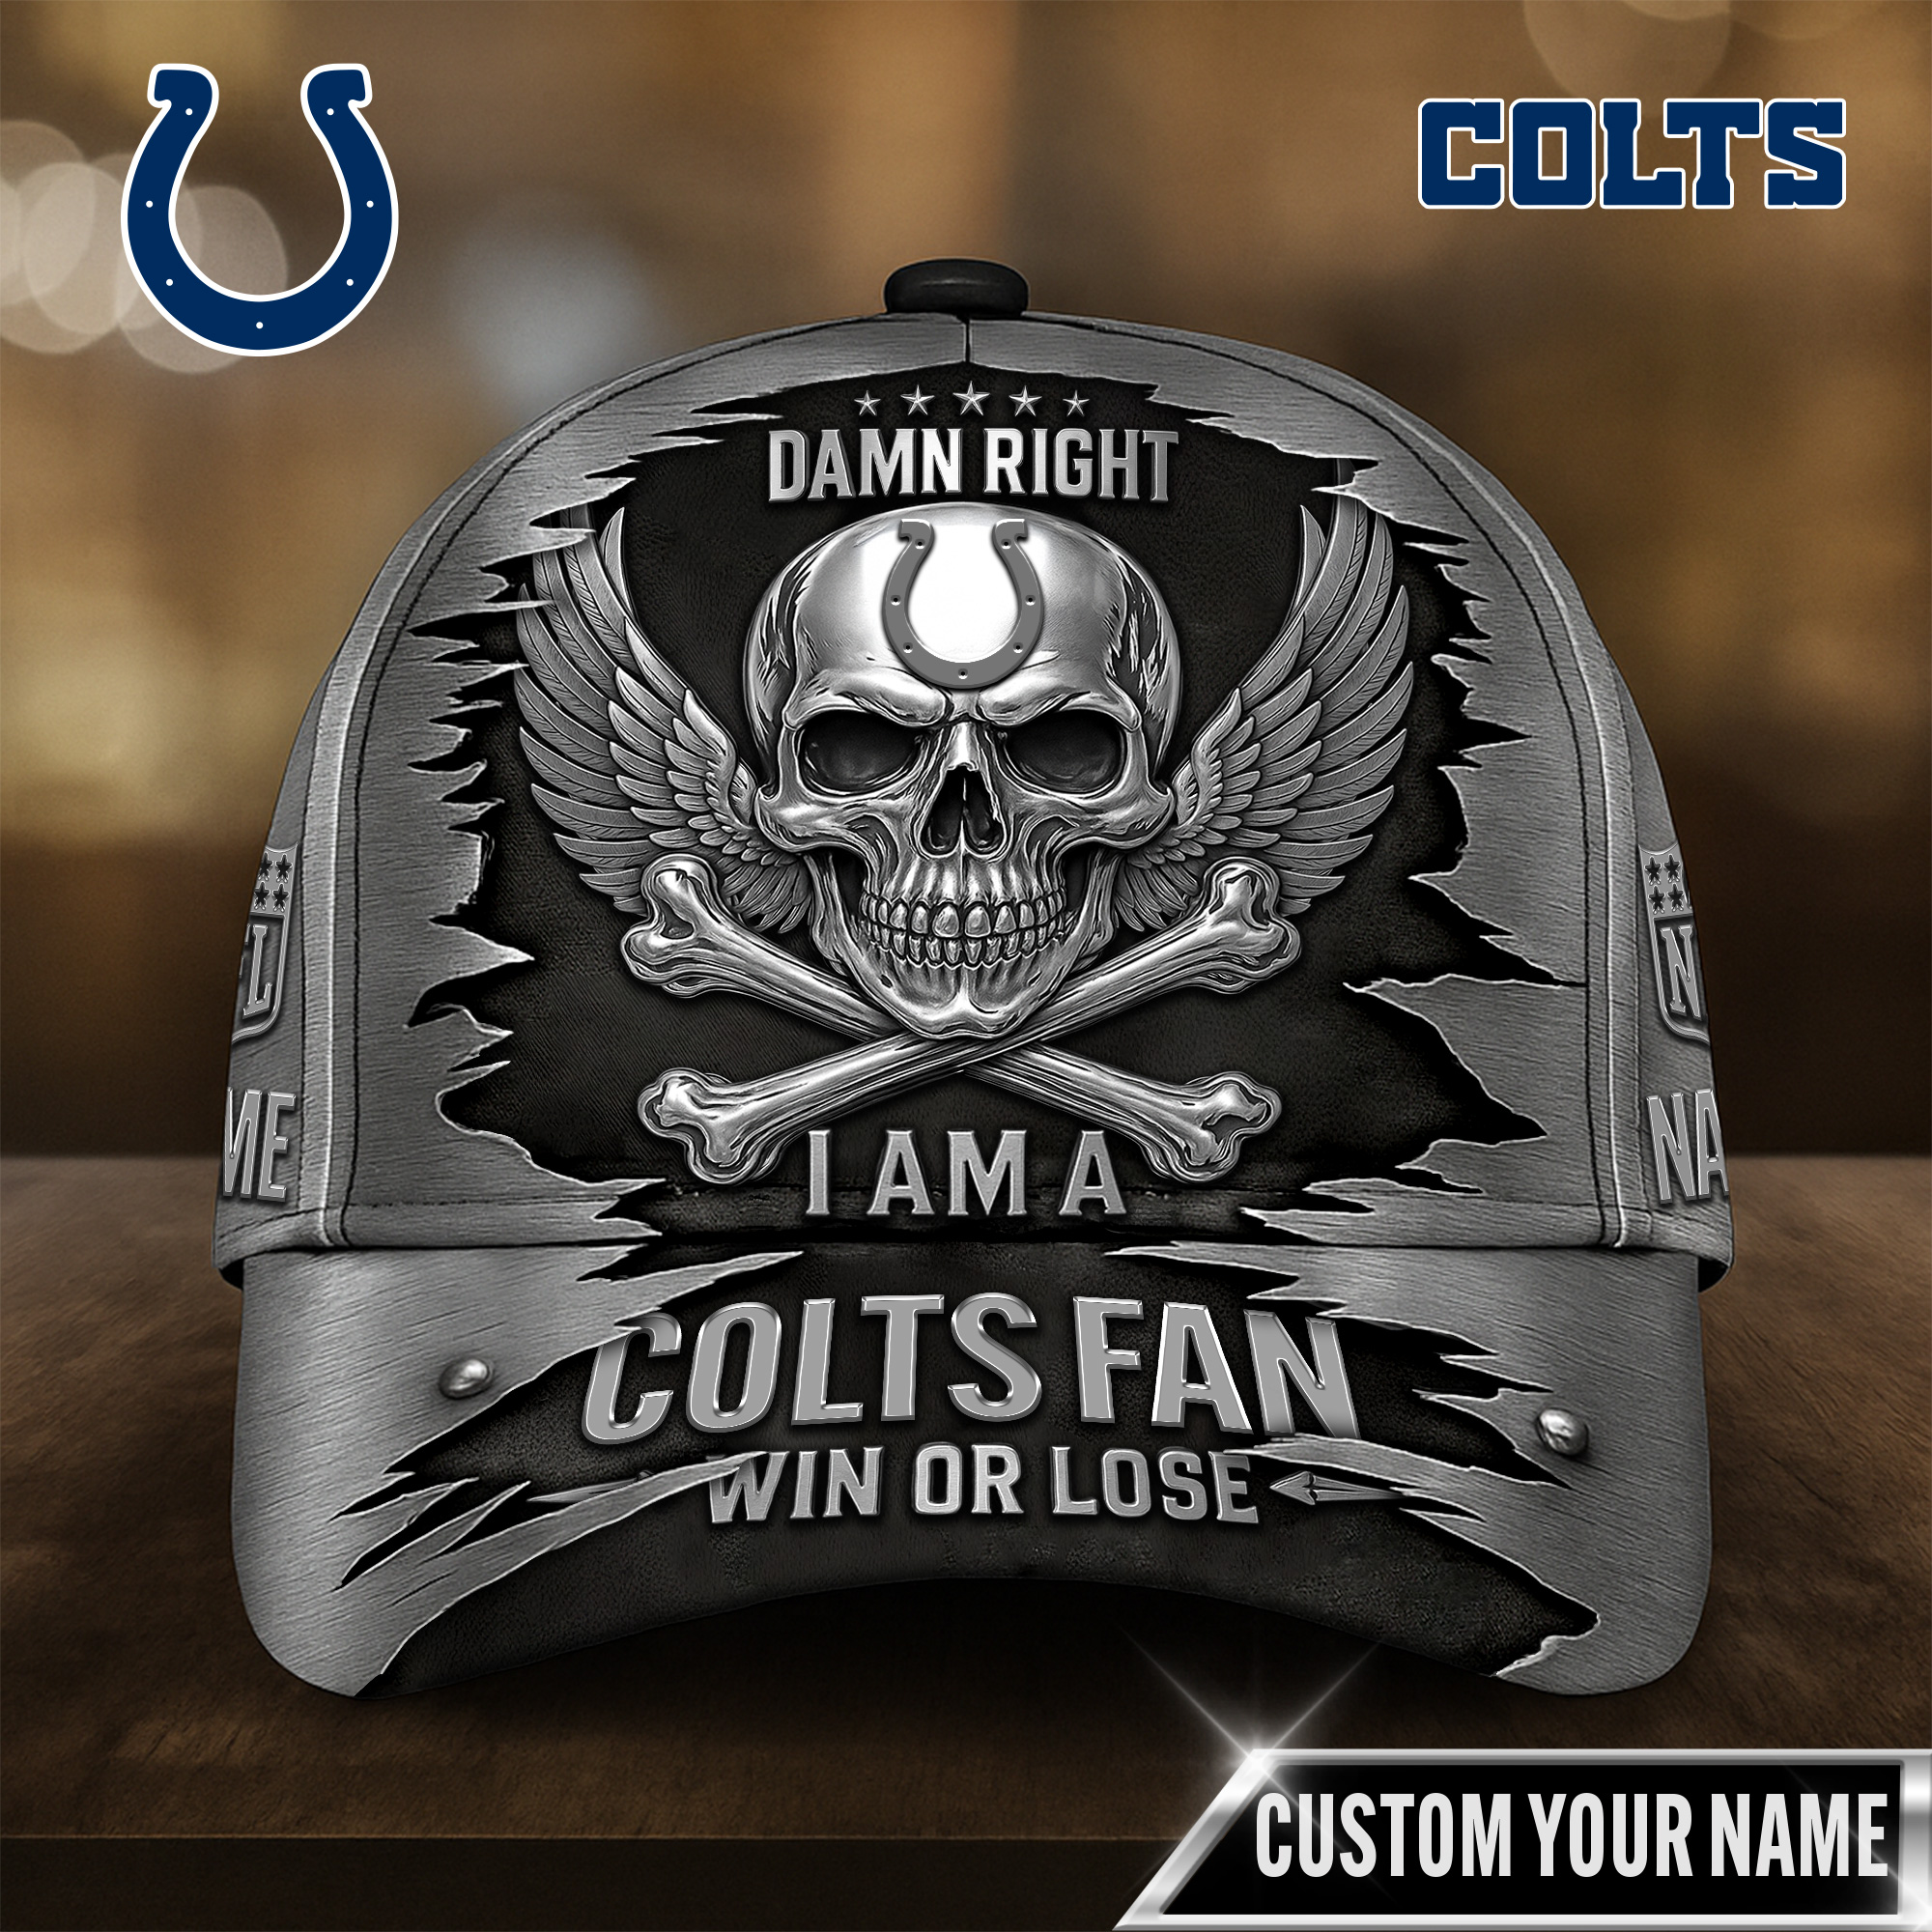 COLTS
DAMN RIGHT
I AM A
COLTS FAN
WIN OR LOSE
CUSTOM YOUR NAME